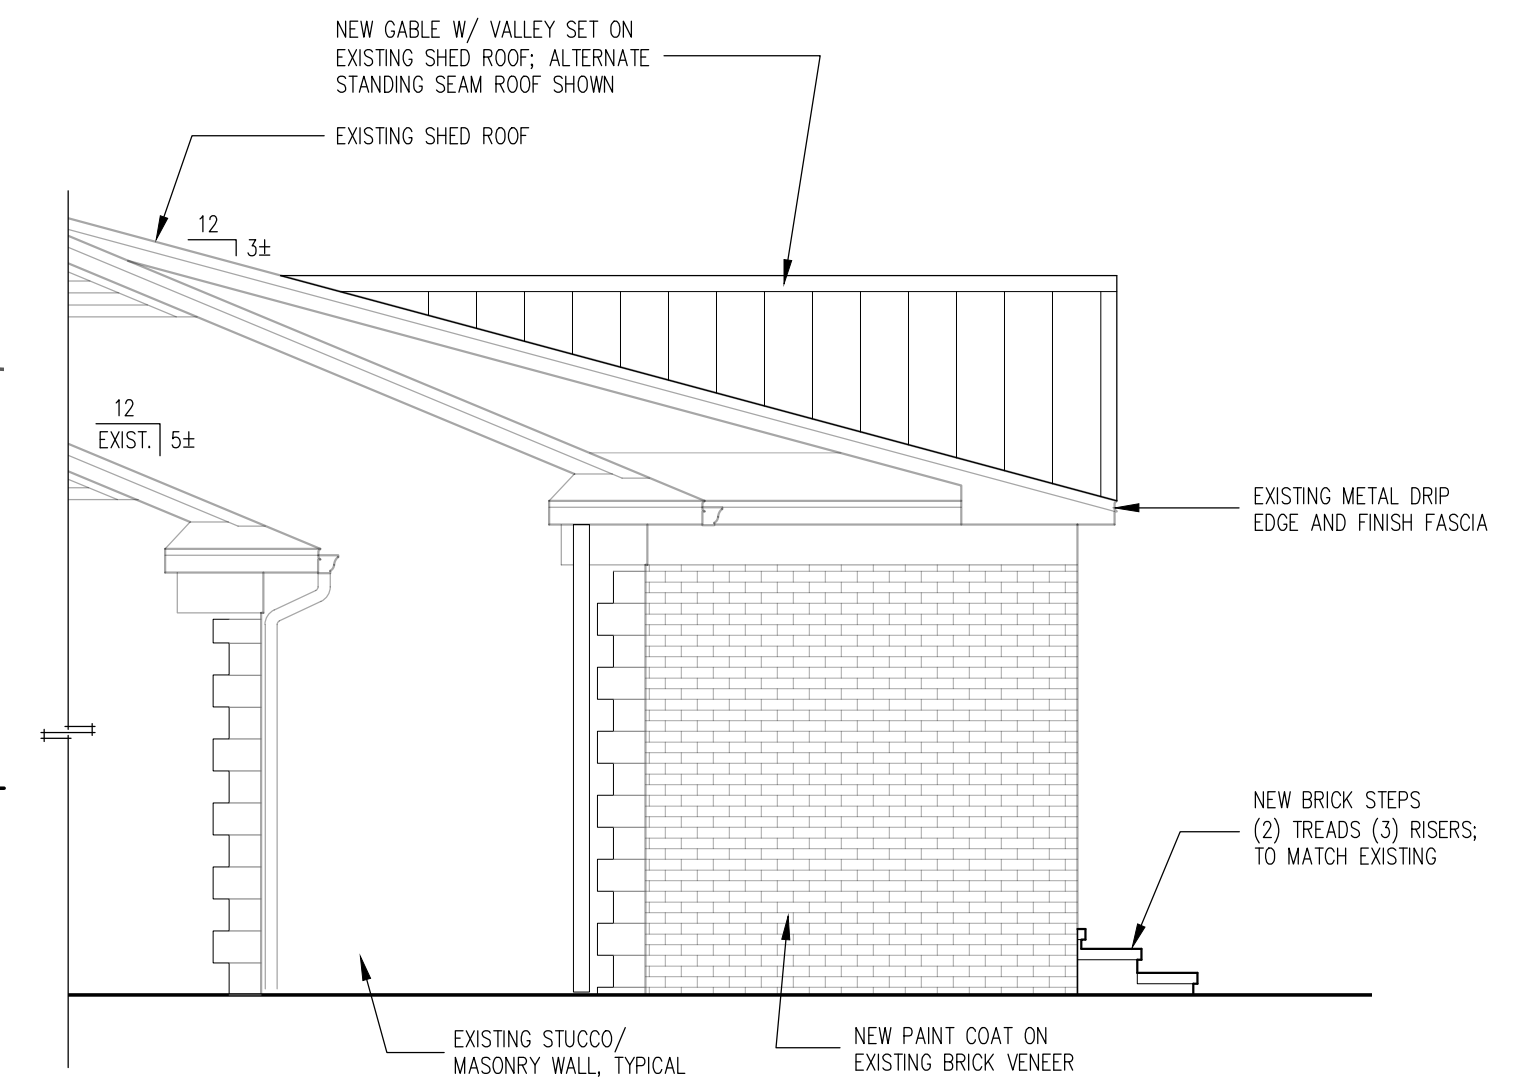 NEW GABLE W/ VALLEY SET ON
EXISTING SHED ROOF; ALTERNATE
STANDING SEAM ROOF SHOWN
EXISTING SHED ROOF
12
3±
12
EXIST. 5±
EXISTING METAL DRIP
EDGE AND FINISH FASCIA
NEW BRICK STEPS
(2) TREADS (3) RISERS;
TO MATCH EXISTING
EXISTING STUCCO/
MASONRY WALL, TYPICAL
NEW PAINT COAT ON
EXISTING BRICK VENEER